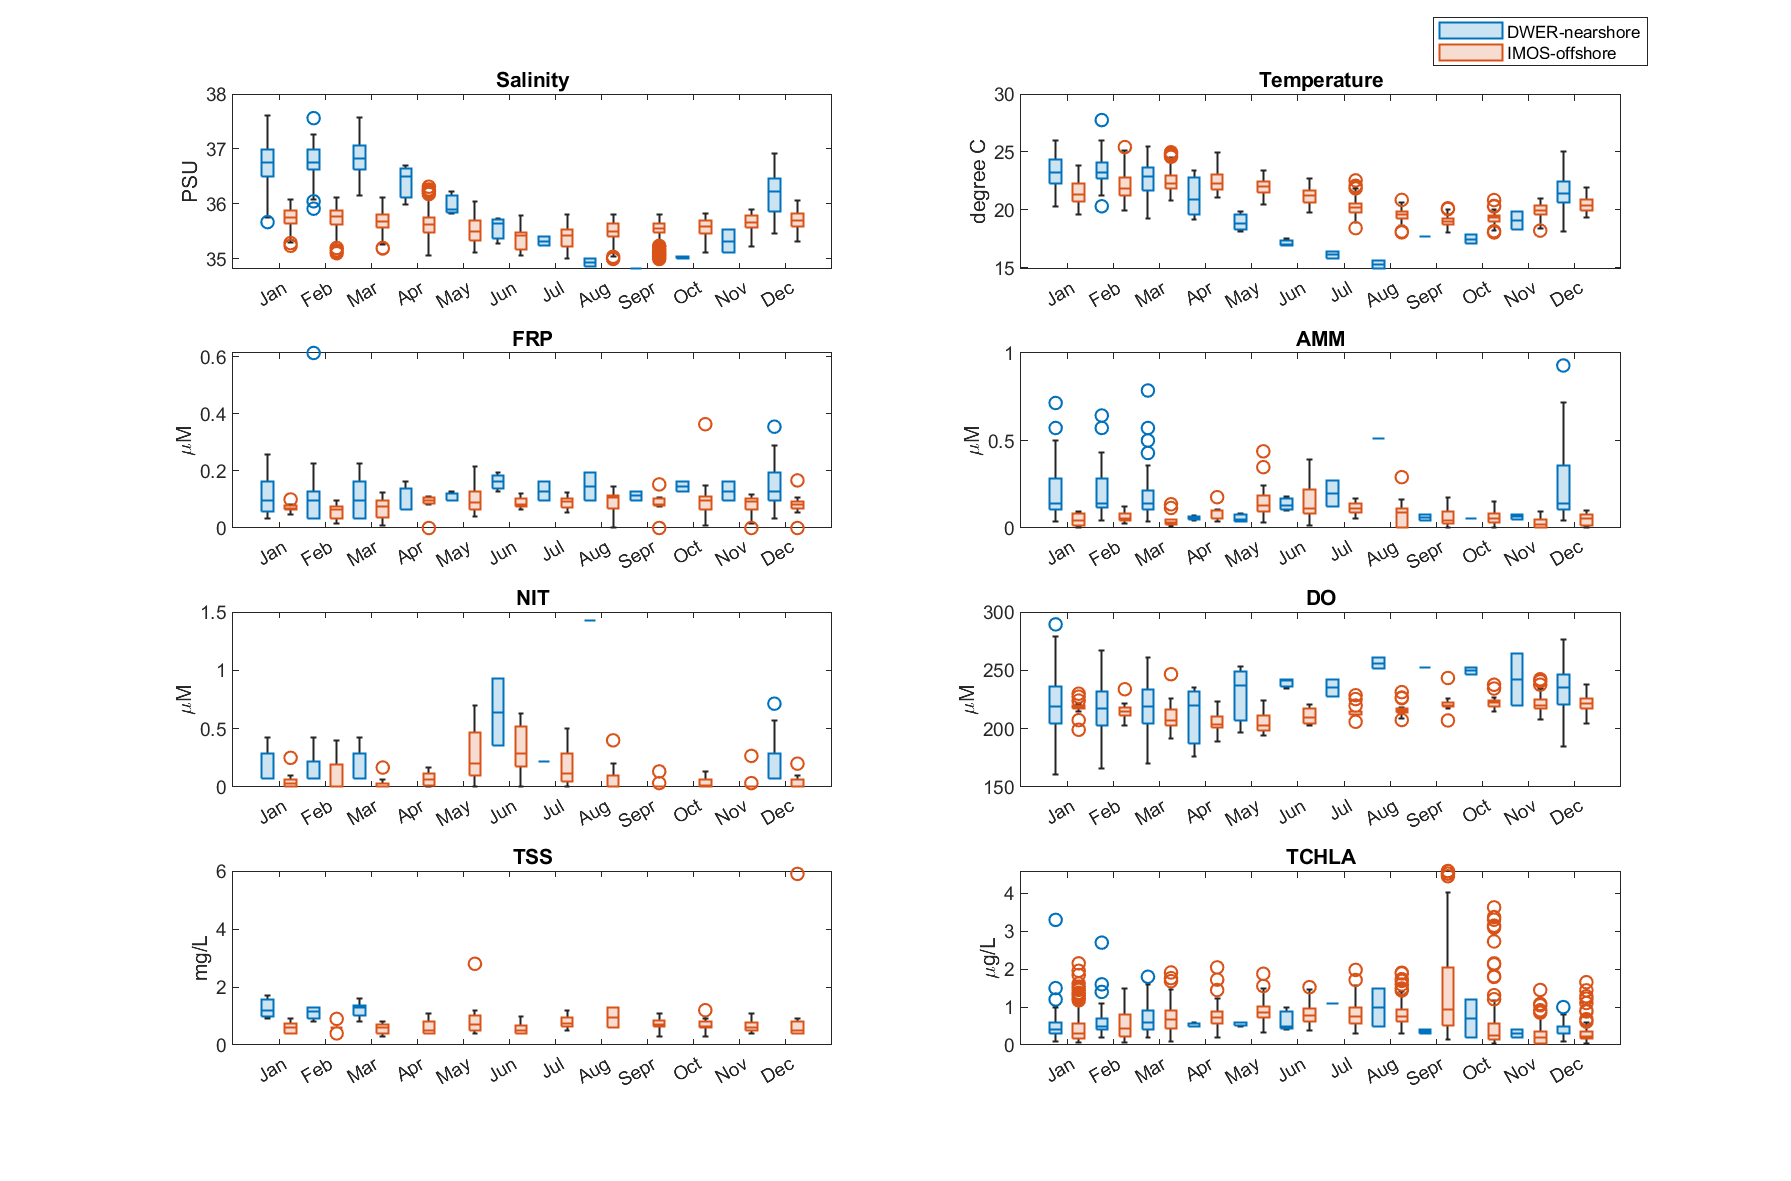 DWER-nearshore
IMOS-offshore
Salinity
38
37
36
35
PSU
Jan Feb Mar Apr May Jun Jul Aug Sepr Oct Nov Dec
Temperature
30
25
20
15
degree C
Jan Feb Mar Apr May Jun Jul Aug Sepr Oct Nov Dec
FRP
0.6
0.4
0.2
0
μM
Jan Feb Mar Apr May Jun Jul Aug Sepr Oct Nov Dec
AMM
1
0.5
0
μM
Jan Feb Mar Apr May Jun Jul Aug Sepr Oct Nov Dec
NIT
1.5
1
0.5
0
μM
Jan Feb Mar Apr May Jun Jul Aug Sepr Oct Nov Dec
DO
300
250
200
150
μM
Jan Feb Mar Apr May Jun Jul Aug Sepr Oct Nov Dec
TSS
6
4
2
0
mg/L
Jan Feb Mar Apr May Jun Jul Aug Sepr Oct Nov Dec
TCHLA
4
3
2
1
0
μg/L
Jan Feb Mar Apr May Jun Jul Aug Sepr Oct Nov Dec